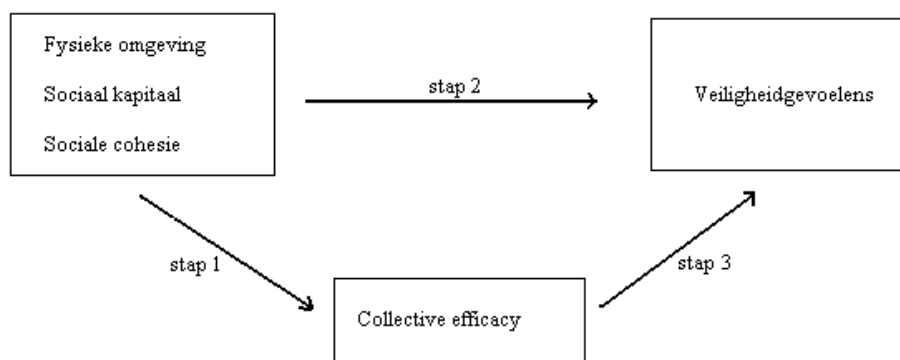 Fysieke omgeving
Sociaal kapitaal
Sociale cohesie
stap 2
Veiligheidgevoelens
stap 1
stap 3
Collective efficacy